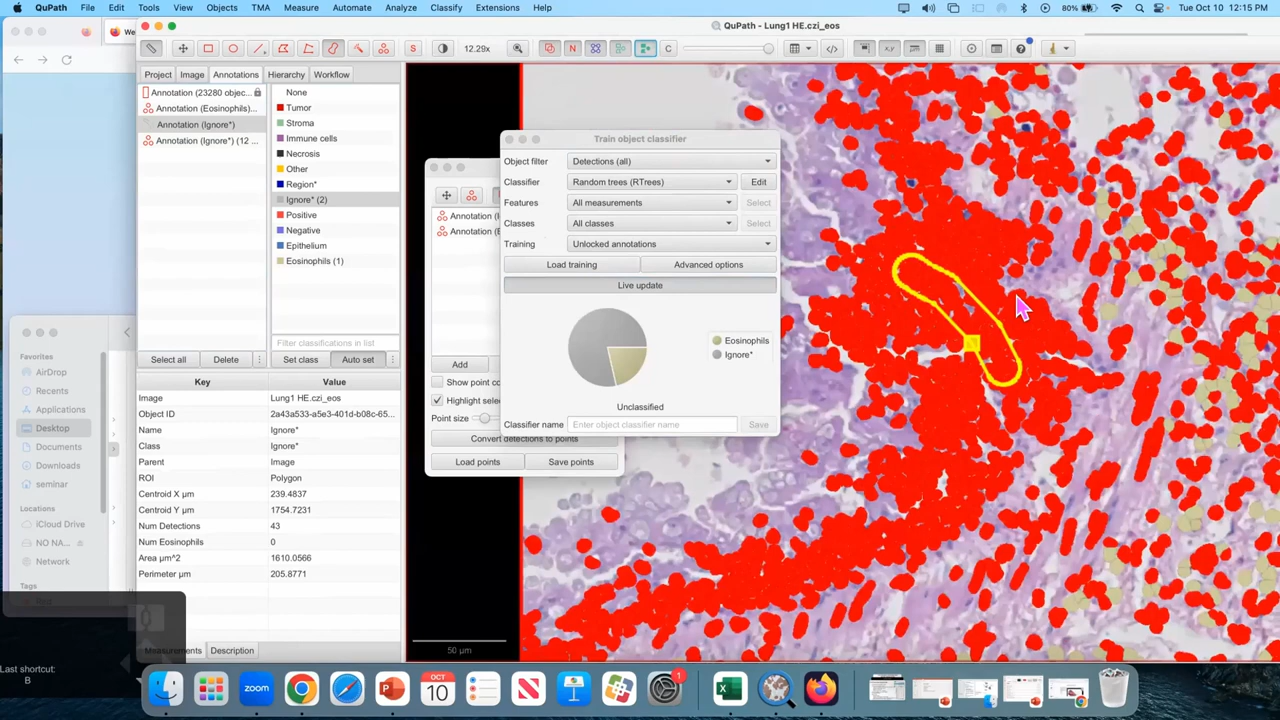 QuPath File Edit Tools View Objects TMA Measure Automate Analyze Classify Extensions Help
80% Tue Oct 10 12:15 PM
QuPath - Lung1 HE.czi_eos
We
12.29x
N
S
C
Project Image Annotations Hierarchy Workflow
Annotation (23280 objec...
Annotation (Eosinophils)...
Annotation (Ignore*)
Annotation (Ignore*) (12 ...
None
Tumor
Stroma
Immune cells
Necrosis
Other
Region*
Ignore* (2)
Positive
Negative
Epithelium
Eosinophils (1)
Filter classifications in list
Select all Delete Set class Auto set
Key Value
Image Lung1 HE.czi_eos
Object ID 2a43a533-a5e3-401d-b08c-65...
Name Ignore*
Class Ignore*
Parent Image
ROI Polygon
Centroid X µm 239.4837
Centroid Y µm 1754.7231
Num Detections 43
Num Eosinophils 0
Area µm^2 1610.0566
Perimeter µm 205.8771
Measurements Description
Train object classifier
Object filter Detections (all)
Classifier Random trees (RTrees) Edit
Features All measurements Select
Classes All classes Select
Training Unlocked annotations
Load training Advanced options
Live update
Eosinophils
Ignore*
Unclassified
Classifier name Enter object classifier name Save
Annotation (I
Annotation (E
Add
Show point co
Highlight selec
Point size
Convert detections to points
Load points Save points
50 µm
Favorites
AirDrop
Recents
Applications
Desktop
Documents
Downloads
seminar
Locations
iCloud Drive
NO NA...
Network
Tags
Last shortcut:
B
zoom
OCT
10
1